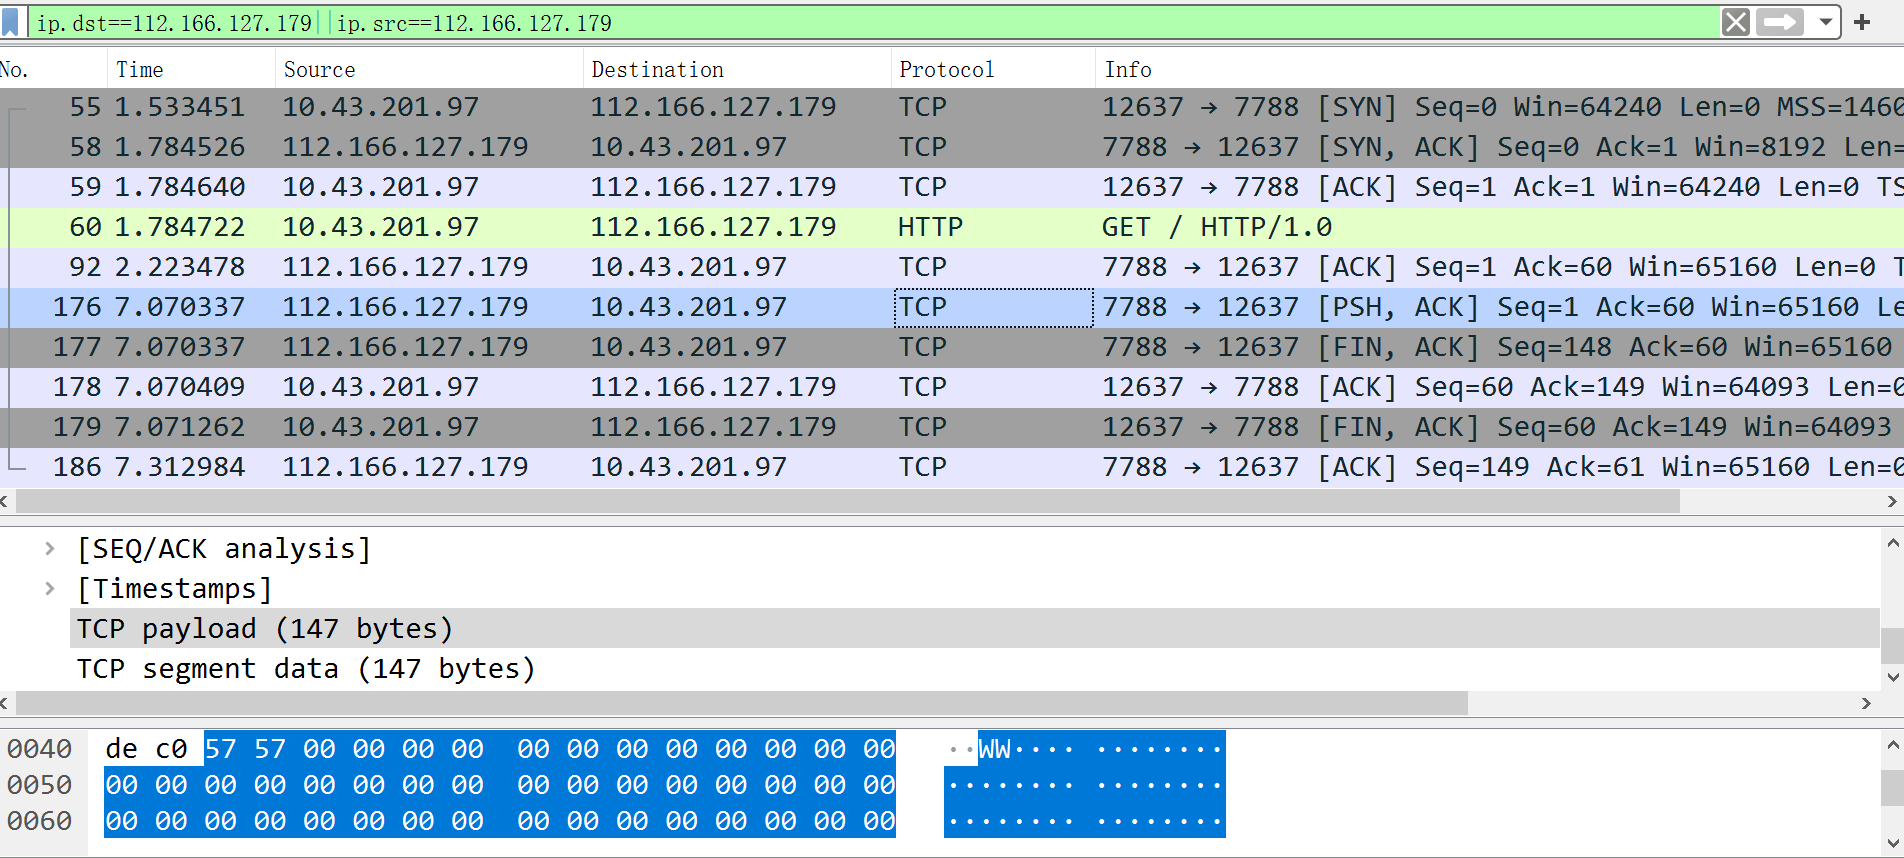 ip.dst==112.166.127.179||ip.src==112.166.127.179
No. Time Source Destination Protocol Info
55 1.533451 10.43.201.97 112.166.127.179 TCP 12637 → 7788 [SYN] Seq=0 Win=64240 Len=0 MSS=1460
58 1.784526 112.166.127.179 10.43.201.97 TCP 7788 → 12637 [SYN, ACK] Seq=0 Ack=1 Win=8192 Len=
59 1.784640 10.43.201.97 112.166.127.179 TCP 12637 → 7788 [ACK] Seq=1 Ack=1 Win=64240 Len=0 TS
60 1.784722 10.43.201.97 112.166.127.179 HTTP GET / HTTP/1.0
92 2.223478 112.166.127.179 10.43.201.97 TCP 7788 → 12637 [ACK] Seq=1 Ack=60 Win=65160 Len=0 T
176 7.070337 112.166.127.179 10.43.201.97 TCP 7788 → 12637 [PSH, ACK] Seq=1 Ack=60 Win=65160 Le
177 7.070337 112.166.127.179 10.43.201.97 TCP 7788 → 12637 [FIN, ACK] Seq=148 Ack=60 Win=65160
178 7.070409 10.43.201.97 112.166.127.179 TCP 12637 → 7788 [ACK] Seq=60 Ack=149 Win=64093 Len=0
179 7.071262 10.43.201.97 112.166.127.179 TCP 12637 → 7788 [FIN, ACK] Seq=60 Ack=149 Win=64093
186 7.312984 112.166.127.179 10.43.201.97 TCP 7788 → 12637 [ACK] Seq=149 Ack=61 Win=65160 Len=0
[SEQ/ACK analysis]
[Timestamps]
TCP payload (147 bytes)
TCP segment data (147 bytes)
0040 de c0 57 57 00 00 00 00 00 00 00 00 00 00 00 00 ··WW···· ········
0050 00 00 00 00 00 00 00 00 00 00 00 00 00 00 00 00 ········ ········
0060 00 00 00 00 00 00 00 00 00 00 00 00 00 00 00 00 ········ ········